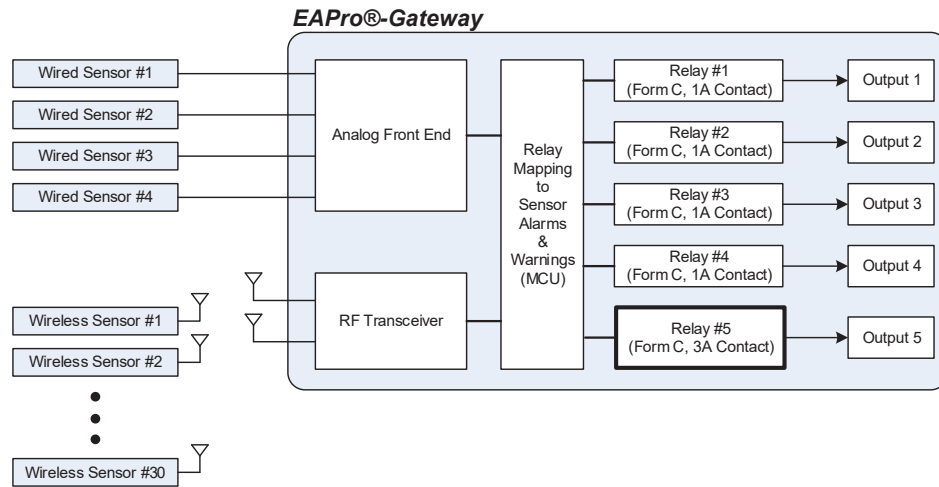 EAPro®-Gateway
Wired Sensor #1
Wired Sensor #2
Wired Sensor #3
Wired Sensor #4
Wireless Sensor #1
Wireless Sensor #2
Wireless Sensor #30
Analog Front End
RF Transceiver
Relay
Mapping
to
Sensor
Alarms
&
Warnings
(MCU)
Relay #1
(Form C, 1A Contact)
Relay #2
(Form C, 1A Contact)
Relay #3
(Form C, 1A Contact)
Relay #4
(Form C, 1A Contact)
Relay #5
(Form C, 3A Contact)
Output 1
Output 2
Output 3
Output 4
Output 5